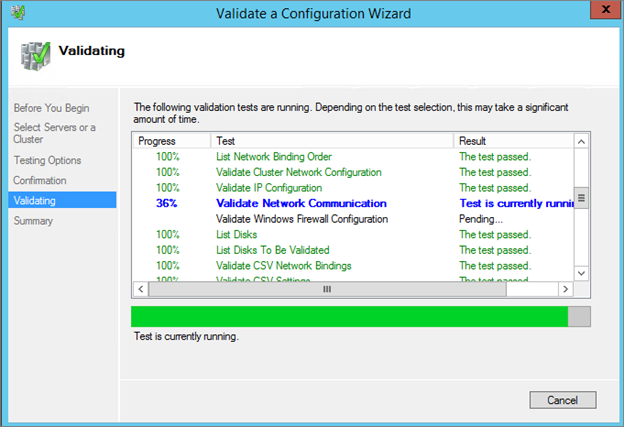 Validate a Configuration Wizard
x
Validating
Before You Begin
Select Servers or a
Cluster
Testing Options
Confirmation
Validating
Summary
The following validation tests are running. Depending on the test selection, this may take a significant
amount of time.
Progress Test Result
100% List Network Binding Order The test passed.
100% Validate Cluster Network Configuration The test passed.
100% Validate IP Configuration The test passed.
36% Validate Network Communication Test is currently runnin
Validate Windows Firewall Configuration Pending...
100% List Disks The test passed.
100% List Disks To Be Validated The test passed.
100% Validate CSV Network Bindings The test passed.
100% Validate CSV Settings The test passed.
Test is currently running.
Cancel